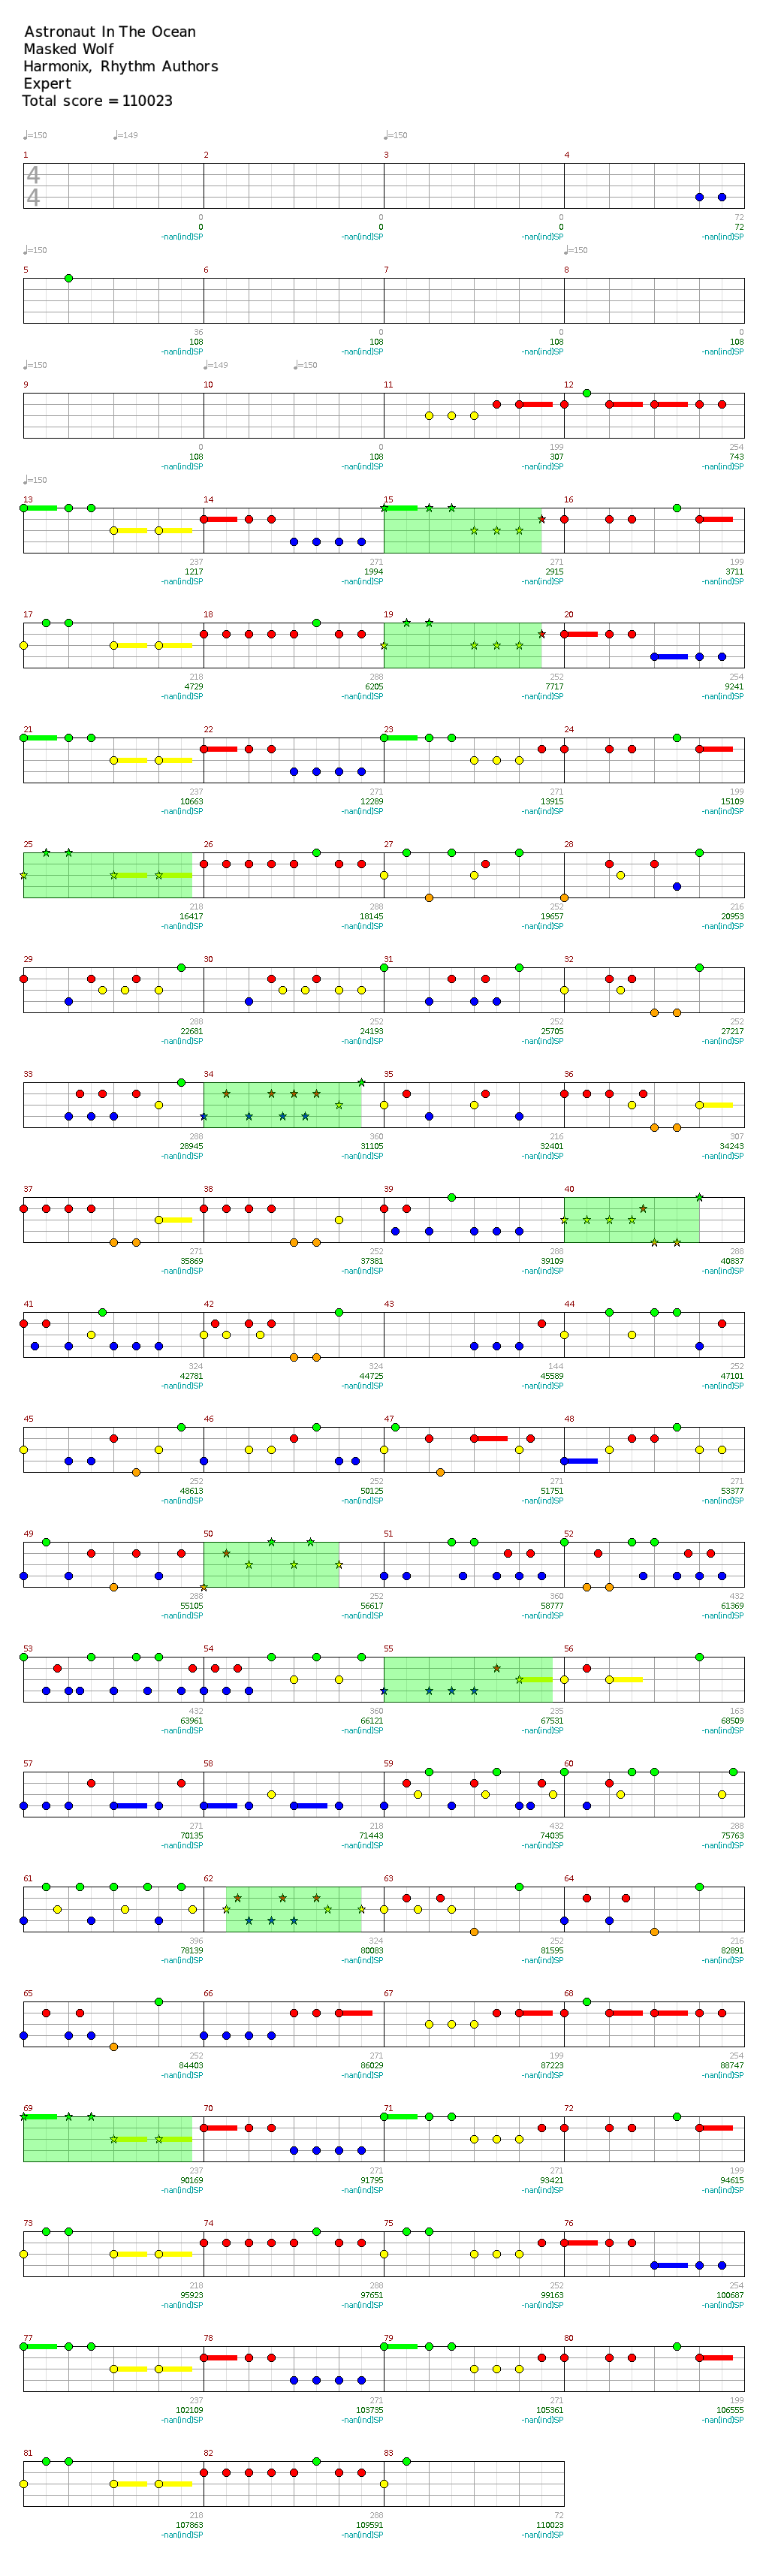 Astronaut In The Ocean
Masked Wolf
Harmonix, Rhythm Authors
Expert
Total score = 110023
♩=150 ♩=149 ♩=150
1 2 3 4
4
4
0 0 0 72
0 0 0 72
-nan(ind)SP -nan(ind)SP -nan(ind)SP -nan(ind)SP
♩=150 ♩=150
5 6 7 8
36 0 0 0
108 108 108 108
-nan(ind)SP -nan(ind)SP -nan(ind)SP -nan(ind)SP
♩=150 ♩=149 ♩=150
9 10 11 12
0 0 199 254
108 108 307 743
-nan(ind)SP -nan(ind)SP -nan(ind)SP -nan(ind)SP
♩=150
13 14 15 16
237 271 271 199
1217 1994 2915 3711
-nan(ind)SP -nan(ind)SP -nan(ind)SP -nan(ind)SP
17 18 19 20
218 288 252 254
4729 6205 7717 9241
-nan(ind)SP -nan(ind)SP -nan(ind)SP -nan(ind)SP
21 22 23 24
237 271 271 199
10663 12289 13915 15109
-nan(ind)SP -nan(ind)SP -nan(ind)SP -nan(ind)SP
25 26 27 28
218 288 252 216
16417 18145 19657 20953
-nan(ind)SP -nan(ind)SP -nan(ind)SP -nan(ind)SP
29 30 31 32
288 252 252 252
22681 24193 25705 27217
-nan(ind)SP -nan(ind)SP -nan(ind)SP -nan(ind)SP
33 34 35 36
288 360 216 307
28945 31105 32401 34243
-nan(ind)SP -nan(ind)SP -nan(ind)SP -nan(ind)SP
37 38 39 40
271 252 288 288
35869 37381 39109 40837
-nan(ind)SP -nan(ind)SP -nan(ind)SP -nan(ind)SP
41 42 43 44
324 324 144 252
42781 44725 45589 47101
-nan(ind)SP -nan(ind)SP -nan(ind)SP -nan(ind)SP
45 46 47 48
252 252 271 271
48613 50125 51751 53377
-nan(ind)SP -nan(ind)SP -nan(ind)SP -nan(ind)SP
49 50 51 52
288 252 360 432
55105 56617 58777 61369
-nan(ind)SP -nan(ind)SP -nan(ind)SP -nan(ind)SP
53 54 55 56
432 360 235 163
63961 66121 67531 68509
-nan(ind)SP -nan(ind)SP -nan(ind)SP -nan(ind)SP
57 58 59 60
271 218 432 288
70135 71443 74035 75763
-nan(ind)SP -nan(ind)SP -nan(ind)SP -nan(ind)SP
61 62 63 64
396 324 252 216
78139 80083 81595 82891
-nan(ind)SP -nan(ind)SP -nan(ind)SP -nan(ind)SP
65 66 67 68
252 271 199 254
84403 86029 87223 88747
-nan(ind)SP -nan(ind)SP -nan(ind)SP -nan(ind)SP
69 70 71 72
237 271 271 199
90169 91795 93421 94615
-nan(ind)SP -nan(ind)SP -nan(ind)SP -nan(ind)SP
73 74 75 76
218 288 252 254
95923 97651 99163 100687
-nan(ind)SP -nan(ind)SP -nan(ind)SP -nan(ind)SP
77 78 79 80
237 271 271 199
102109 103735 105361 106555
-nan(ind)SP -nan(ind)SP -nan(ind)SP -nan(ind)SP
81 82 83
218 288 72
107863 109591 110023
-nan(ind)SP -nan(ind)SP -nan(ind)SP